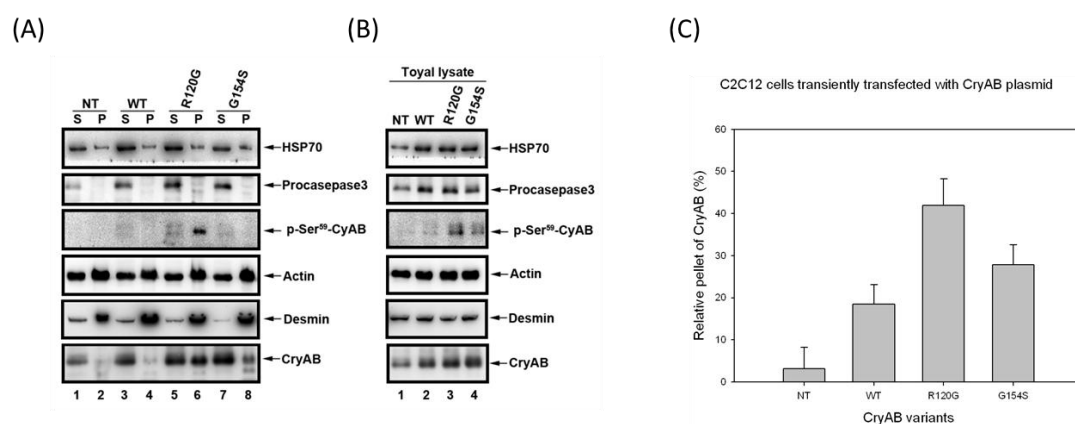 (A)
NT WT R120G G154S
S P S P S P S P
HSP70
Procasepase3
p-Ser⁵⁹-CyAB
Actin
Desmin
CryAB
1 2 3 4 5 6 7 8
(B)
Toyal lysate
NT WT R120G G154S
HSP70
Procasepase3
p-Ser⁵⁹-CyAB
Actin
Desmin
CryAB
1 2 3 4
(C)
C2C12 cells transiently transfected with CryAB plasmid
Relative pellet of CryAB (%)
60
50
40
30
20
10
0
NT WT R120G G154S
CryAB variants